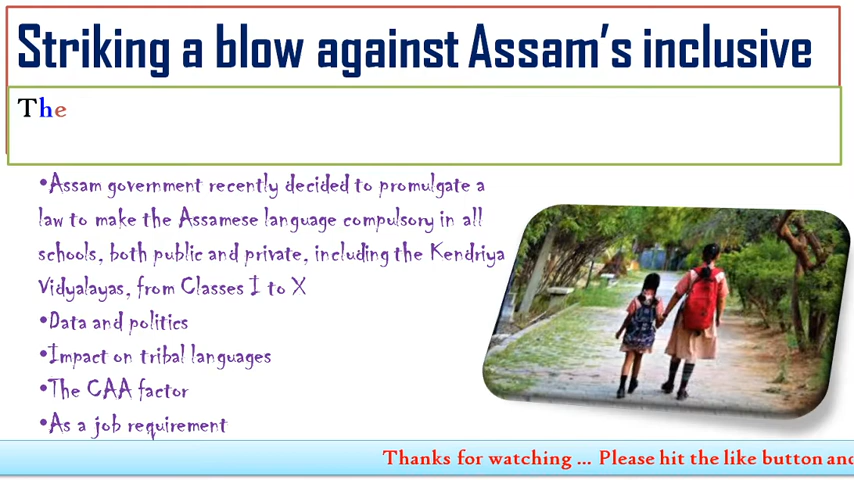 Striking a blow against Assam's inclusive
The
•Assam government recently decided to promulgate a
law to make the Assamese language compulsory in all
schools, both public and private, including the Kendriya
Vidyalayas, from Classes I to X
•Data and politics
•Impact on tribal languages
•The CAA factor
•As a job requirement
Thanks for watching ... Please hit the like button and